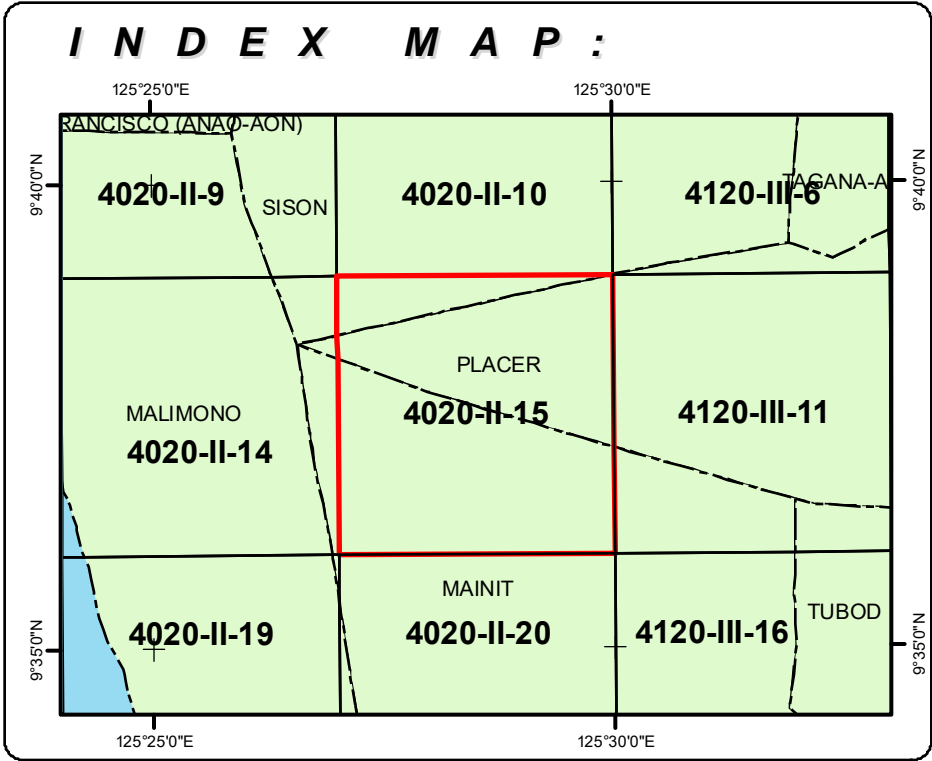 INDEX MAP:
125°25'0"E 125°30'0"E
RANCISCO (ANAO-AON)
9°40'0"N 4020-II-9 4020-II-10 4120-III-6 TAGANA-A 9°40'0"N
SISON
PLACER
MALIMONO 4020-II-15 4120-III-11
4020-II-14
MAINIT
TUBOD
9°35'0"N 4020-II-19 4020-II-20 4120-III-16 9°35'0"N
125°25'0"E 125°30'0"E